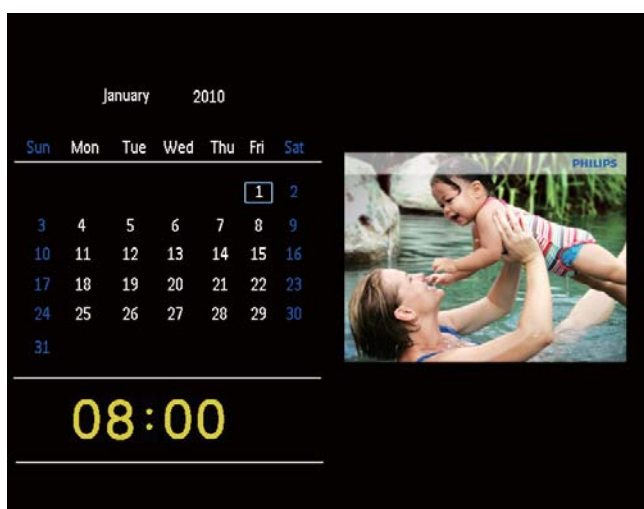 January 2010
Sun Mon Tue Wed Thu Fri Sat
1 2
3 4 5 6 7 8 9
10 11 12 13 14 15 16
17 18 19 20 21 22 23
24 25 26 27 28 29 30
31
08:00
PHILIPS